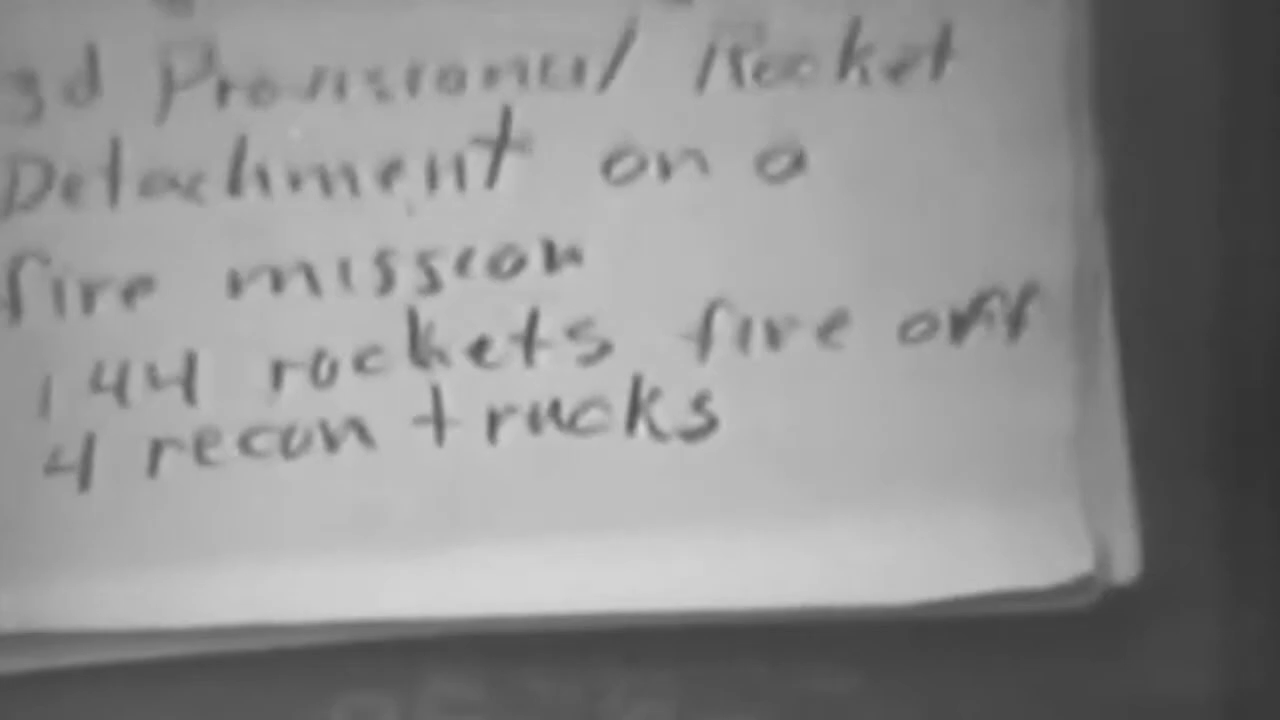 3d Provisional Rocket
Detachment on a
fire mission
144 rockets fire off
4 recon trucks